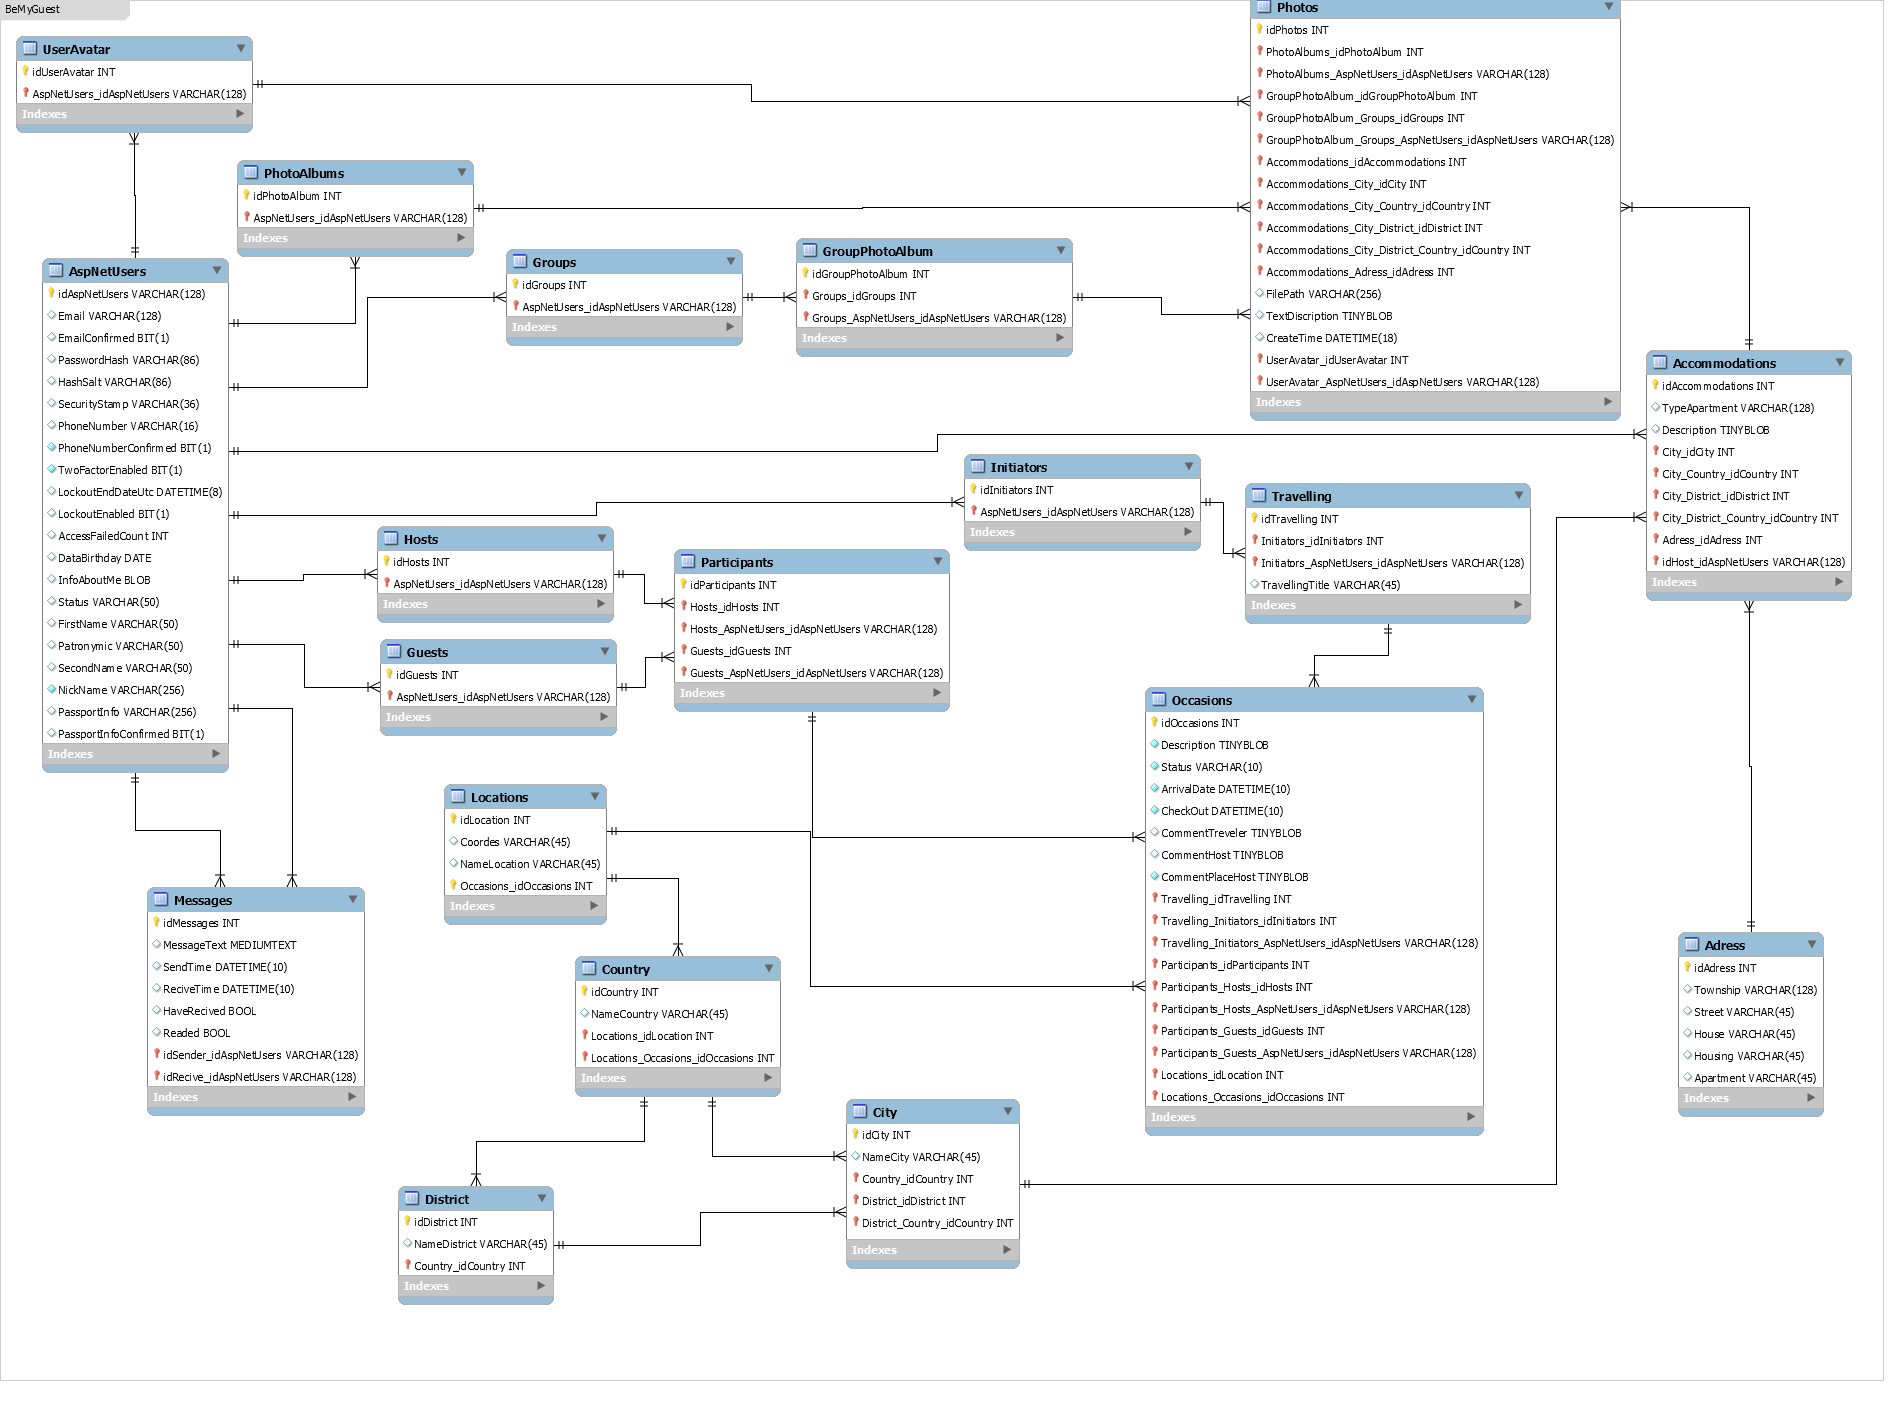 BeMyGuest
UserAvatar
idUserAvatar INT
AspNetUsers_idAspNetUsers VARCHAR(128)
Indexes
PhotoAlbums
idPhotoAlbum INT
AspNetUsers_idAspNetUsers VARCHAR(128)
Indexes
AspNetUsers
idAspNetUsers VARCHAR(128)
Email VARCHAR(128)
EmailConfirmed BIT(1)
PasswordHash VARCHAR(86)
HashSalt VARCHAR(86)
SecurityStamp VARCHAR(36)
PhoneNumber VARCHAR(16)
PhoneNumberConfirmed BIT(1)
TwoFactorEnabled BIT(1)
LockoutEndDateUtc DATETIME(8)
LockoutEnabled BIT(1)
AccessFailedCount INT
DataBirthday DATE
InfoAboutMe BLOB
Status VARCHAR(50)
FirstName VARCHAR(50)
Patronymic VARCHAR(50)
SecondName VARCHAR(50)
NickName VARCHAR(256)
PassportInfo VARCHAR(256)
PassportInfoConfirmed BIT(1)
Indexes
Groups
idGroups INT
AspNetUsers_idAspNetUsers VARCHAR(128)
Indexes
GroupPhotoAlbum
idGroupPhotoAlbum INT
Groups_idGroups INT
Groups_AspNetUsers_idAspNetUsers VARCHAR(128)
Indexes
Photos
idPhotos INT
PhotoAlbums_idPhotoAlbum INT
PhotoAlbums_AspNetUsers_idAspNetUsers VARCHAR(128)
GroupPhotoAlbum_idGroupPhotoAlbum INT
GroupPhotoAlbum_Groups_idGroups INT
GroupPhotoAlbum_Groups_AspNetUsers_idAspNetUsers VARCHAR(128)
Accommodations_idAccommodations INT
Accommodations_City_idCity INT
Accommodations_City_Country_idCountry INT
Accommodations_City_District_idDistrict INT
Accommodations_City_District_Country_idCountry INT
Accommodations_Adress_idAdress INT
FilePath VARCHAR(256)
TextDiscription TINYBLOB
CreateTime DATETIME(18)
UserAvatar_idUserAvatar INT
UserAvatar_AspNetUsers_idAspNetUsers VARCHAR(128)
Indexes
Accommodations
idAccommodations INT
TypeApartment VARCHAR(128)
Description TINYBLOB
City_idCity INT
City_Country_idCountry INT
City_District_idDistrict INT
City_District_Country_idCountry INT
Adress_idAdress INT
idHost_idAspNetUsers VARCHAR(128)
Indexes
Initiators
idInitiators INT
AspNetUsers_idAspNetUsers VARCHAR(128)
Indexes
Travelling
idTravelling INT
Initiators_idInitiators INT
Initiators_AspNetUsers_idAspNetUsers VARCHAR(128)
TravellingTitle VARCHAR(45)
Indexes
Hosts
idHosts INT
AspNetUsers_idAspNetUsers VARCHAR(128)
Indexes
Participants
idParticipants INT
Hosts_idHosts INT
Hosts_AspNetUsers_idAspNetUsers VARCHAR(128)
Guests_idGuests INT
Guests_AspNetUsers_idAspNetUsers VARCHAR(128)
Indexes
Guests
idGuests INT
AspNetUsers_idAspNetUsers VARCHAR(128)
Indexes
Occasions
idOccasions INT
Description TINYBLOB
Status VARCHAR(10)
ArrivalDate DATETIME(10)
CheckOut DATETIME(10)
CommentTreveler TINYBLOB
CommentHost TINYBLOB
CommentPlaceHost TINYBLOB
Travelling_idTravelling INT
Travelling_Initiators_idInitiators INT
Travelling_Initiators_AspNetUsers_idAspNetUsers VARCHAR(128)
Participants_idParticipants INT
Participants_Hosts_idHosts INT
Participants_Hosts_AspNetUsers_idAspNetUsers VARCHAR(128)
Participants_Guests_idGuests INT
Participants_Guests_AspNetUsers_idAspNetUsers VARCHAR(128)
Locations_idLocation INT
Locations_Occasions_idOccasions INT
Indexes
Locations
idLocation INT
Coordes VARCHAR(45)
NameLocation VARCHAR(45)
Occasions_idOccasions INT
Indexes
Messages
idMessages INT
MessageText MEDIUMTEXT
SendTime DATETIME(10)
ReciveTime DATETIME(10)
HaveRecived BOOL
Readed BOOL
idSender_idAspNetUsers VARCHAR(128)
idRecive_idAspNetUsers VARCHAR(128)
Indexes
Country
idCountry INT
NameCountry VARCHAR(45)
Locations_idLocation INT
Locations_Occasions_idOccasions INT
Indexes
Adress
idAdress INT
Township VARCHAR(128)
Street VARCHAR(45)
House VARCHAR(45)
Housing VARCHAR(45)
Apartment VARCHAR(45)
Indexes
City
idCity INT
NameCity VARCHAR(45)
Country_idCountry INT
District_idDistrict INT
District_Country_idCountry INT
Indexes
District
idDistrict INT
NameDistrict VARCHAR(45)
Country_idCountry INT
Indexes